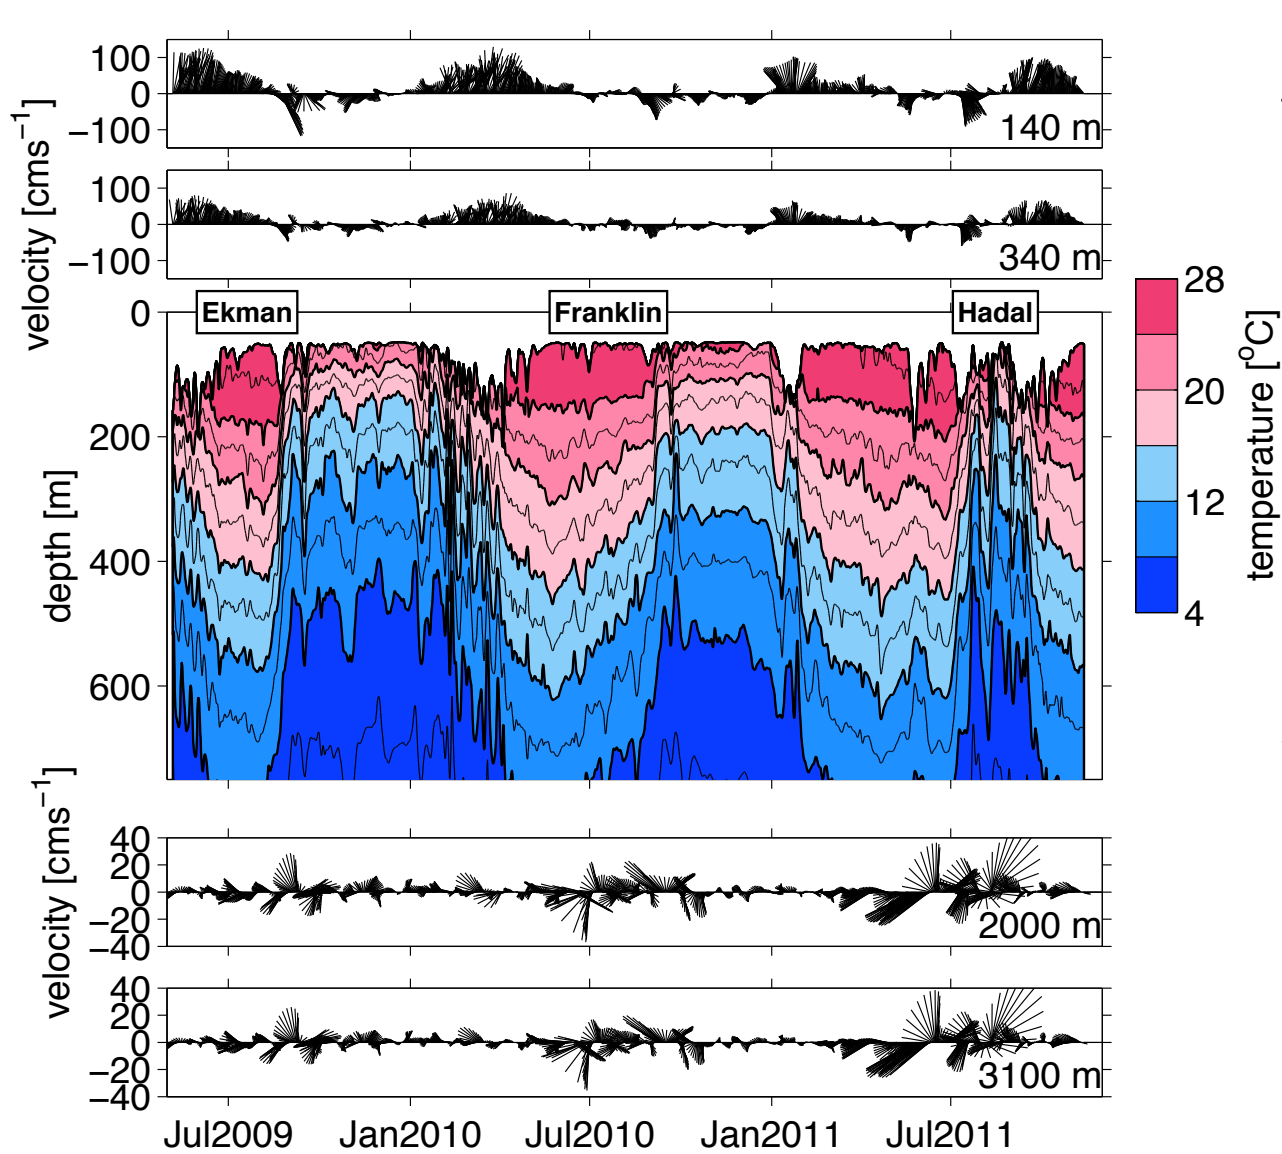 100
0
−100
140 m
velocity [cms−1]
100
0
−100
340 m
Ekman
Franklin
Hadal
0
200
400
600
depth [m]
28
20
12
4
temperature [oC]
velocity [cms−1]
40
20
0
−20
−40
2000 m
40
20
0
−20
−40
3100 m
Jul2009
Jan2010
Jul2010
Jan2011
Jul2011